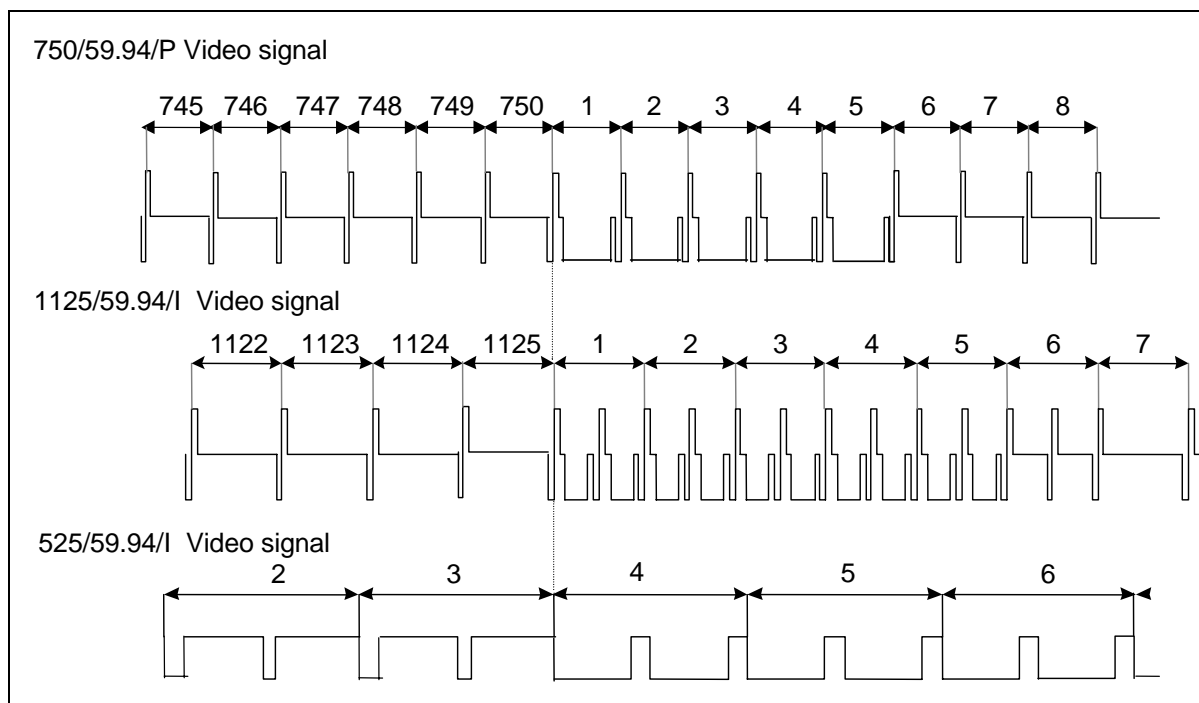 750/59.94/P Video signal
745 746 747 748 749 750 1 2 3 4 5 6 7 8
1125/59.94/I Video signal
1122 1123 1124 1125 1 2 3 4 5 6 7
525/59.94/I Video signal
2 3 4 5 6